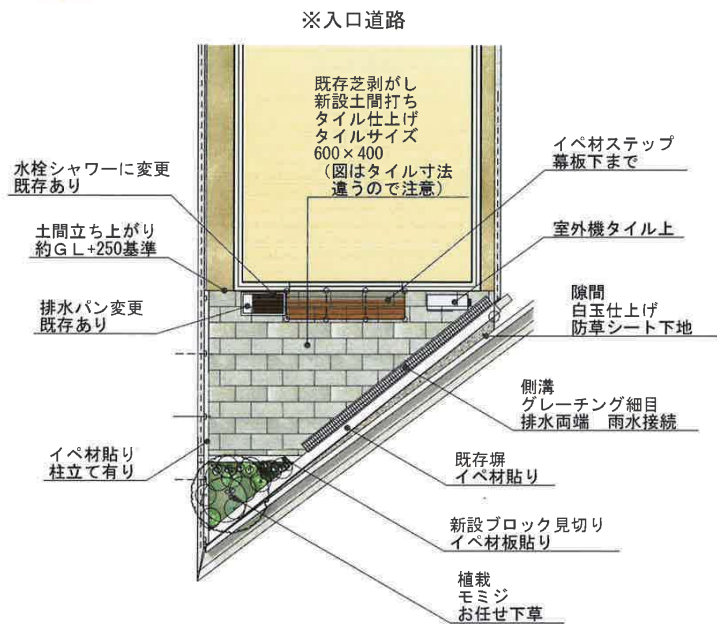 ※入口道路
既存芝剥がし
新設土間打ち
タイル仕上げ
タイルサイズ
600×400
（図はタイル寸法
違うので注意）
イペ材ステップ
幕板下まで
水栓シャワーに変更
既存あり
室外機タイル上
土間立ち上がり
約GL+250基準
隙間
白玉仕上げ
防草シート下地
排水パン変更
既存あり
側溝
グレーチング細目
排水両端　雨水接続
イペ材貼り
柱立て有り
既存塀
イペ材貼り
新設ブロック見切り
イペ材板貼り
植栽
モミジ
お任せ下草